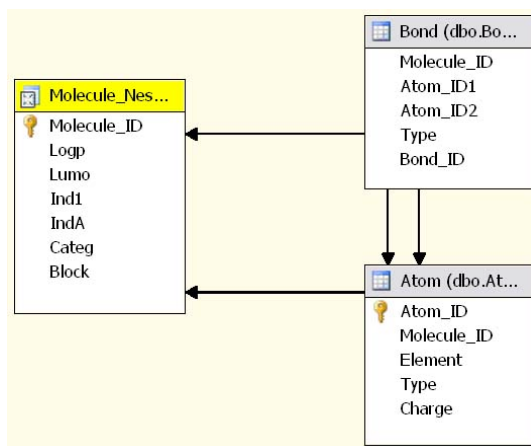 Bond (dbo.Bo...
Molecule_ID
Atom_ID1
Atom_ID2
Type
Bond_ID
Molecule_Nes...
Molecule_ID
Logp
Lumo
Ind1
IndA
Categ
Block
Atom (dbo.At...
Atom_ID
Molecule_ID
Element
Type
Charge